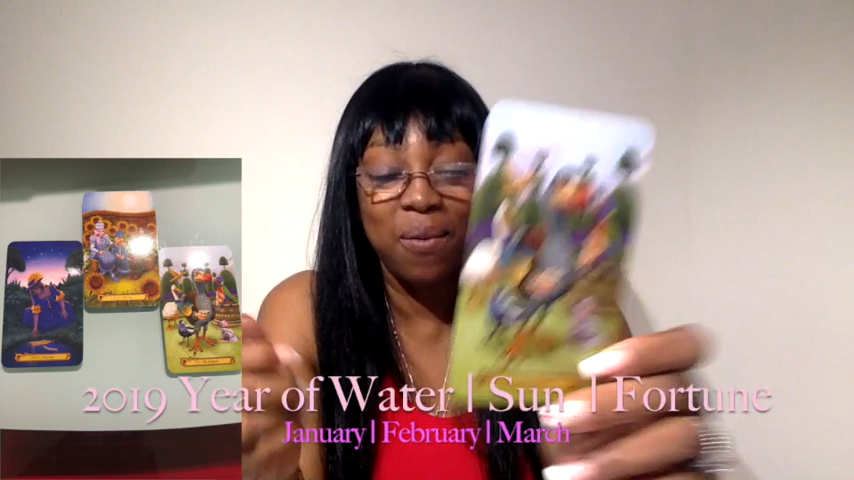 2019 Year of Water | Sun | Fortune
January | February | March